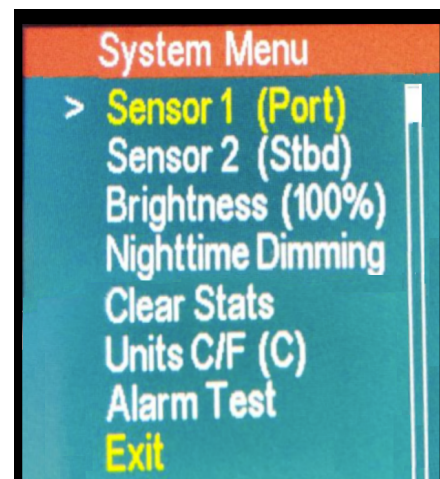 System Menu
> Sensor 1 (Port)
Sensor 2 (Stbd)
Brightness (100%)
Nighttime Dimming
Clear Stats
Units C/F (C)
Alarm Test
Exit